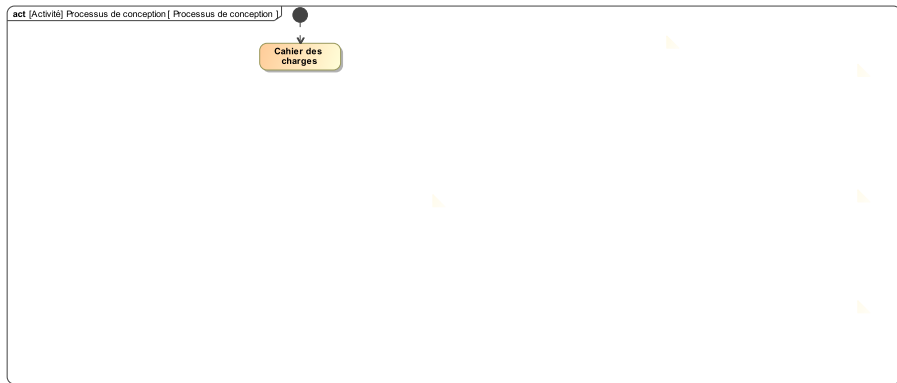 act [Activité] Processus de conception [ Processus de conception ]
Cahier des
charges